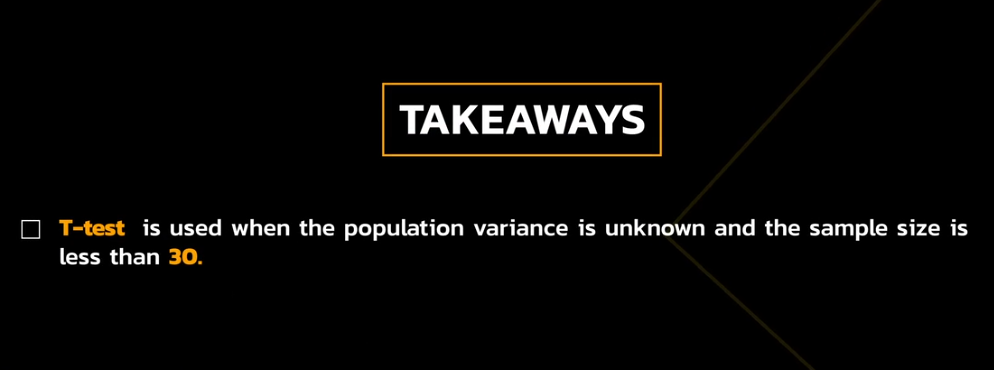 TAKEAWAYS
T-test is used when the population variance is unknown and the sample size is
less than 30.